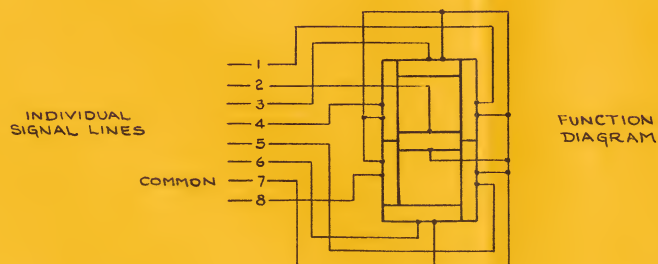 INDIVIDUAL
SIGNAL LINES
COMMON
1
2
3
4
5
6
7
8
FUNCTION
DIAGRAM